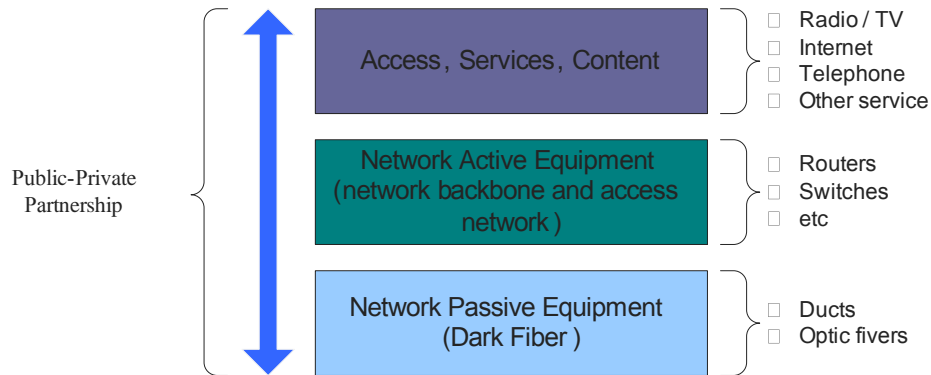 Public-Private
Partnership
Access, Services, Content
Radio / TV
Internet
Telephone
Other service
Network Active Equipment
(network backbone and access
network)
Routers
Switches
etc
Network Passive Equipment
(Dark Fiber)
Ducts
Optic fivers